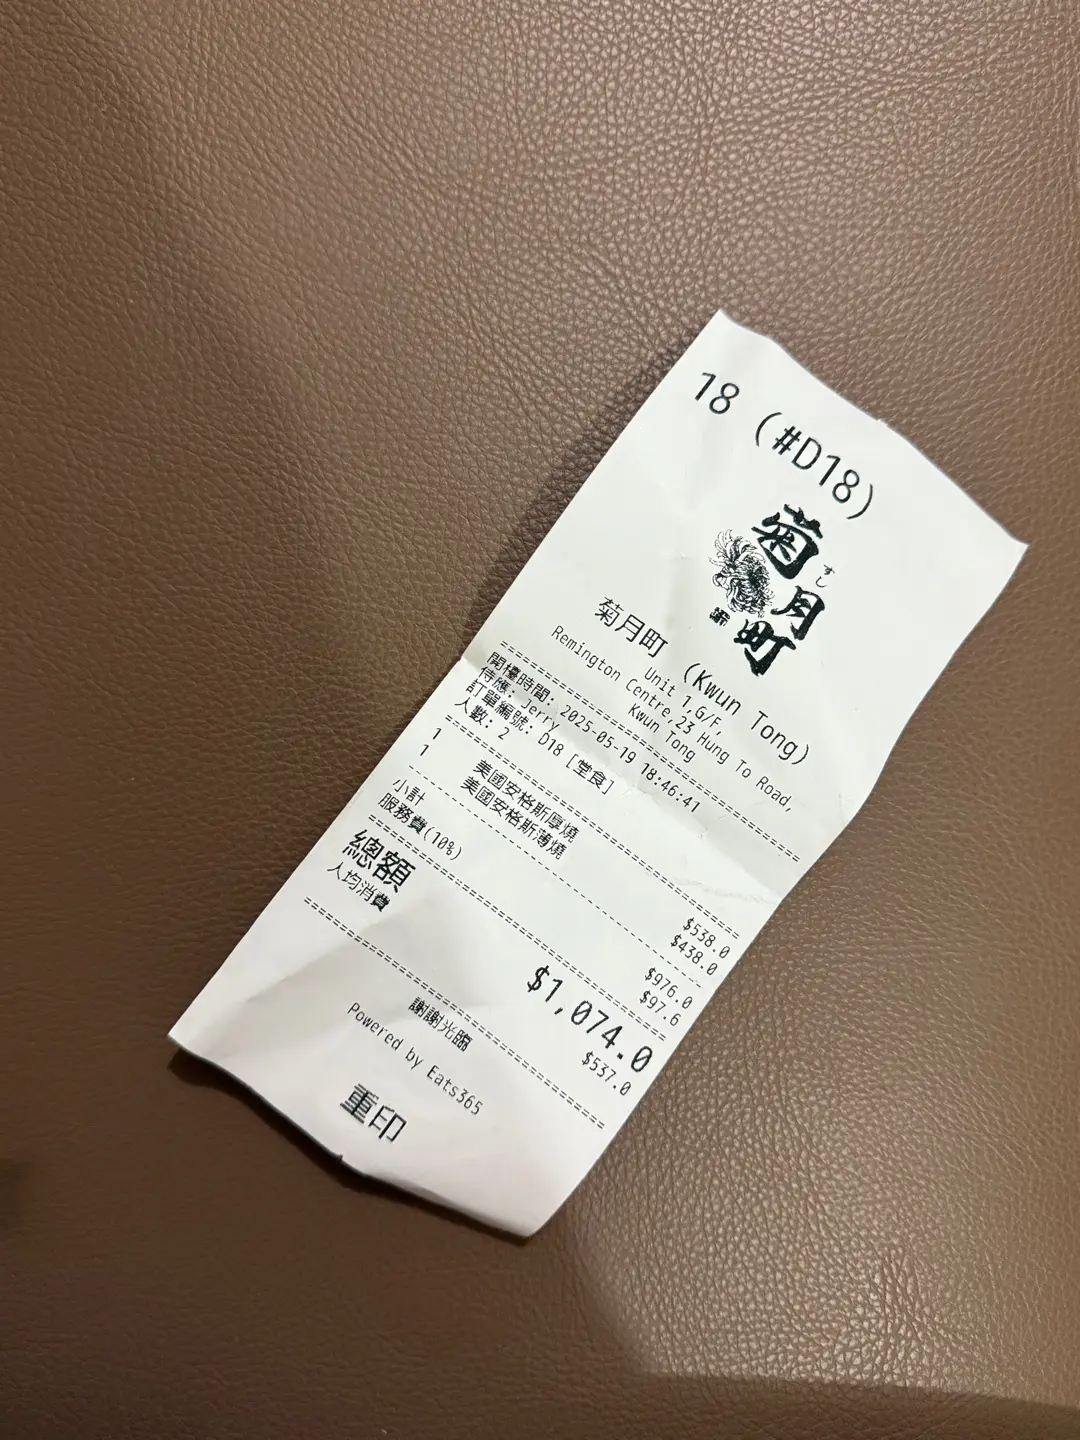 18 (#D18)
菊
すし
月
町
菊月町 (Kwun Tong)
Unit 1,G/F,
Remington Centre,23 Hung To Road,
Kwun Tong
開檯時間: 2025-05-19 18:46:41
侍應: Jerry
訂單編號: D18 [堂食]
人數: 2
1 美國安格斯厚燒 $538.0
1 美國安格斯薄燒 $438.0
小計 $976.0
服務費(10%) $97.6
總額 $1,074.0
人均消費 $537.0
謝謝光臨
Powered by Eats365
重印